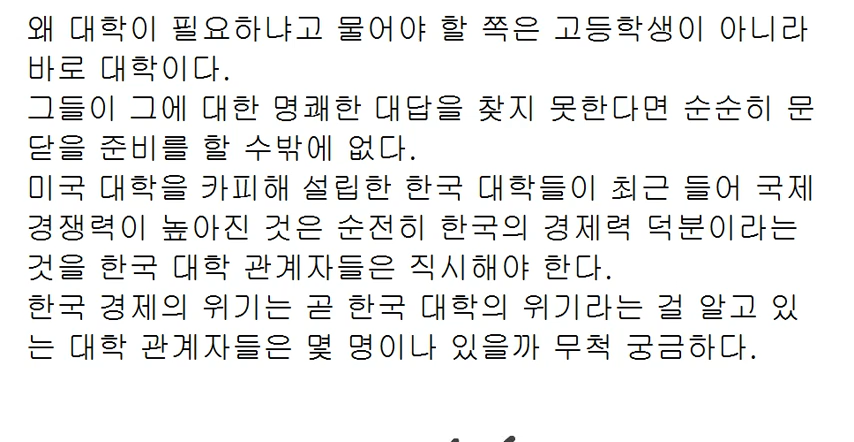 왜 대학이 필요하냐고 물어야 할 쪽은 고등학생이 아니라
바로 대학이다.
그들이 그에 대한 명쾌한 대답을 찾지 못한다면 순순히 문
닫을 준비를 할 수밖에 없다.
미국 대학을 카피해 설립한 한국 대학들이 최근 들어 국제
경쟁력이 높아진 것은 순전히 한국의 경제력 덕분이라는
것을 한국 대학 관계자들은 직시해야 한다.
한국 경제의 위기는 곧 한국 대학의 위기라는 걸 알고 있
는 대학 관계자들은 몇 명이나 있을까 무척 궁금하다.